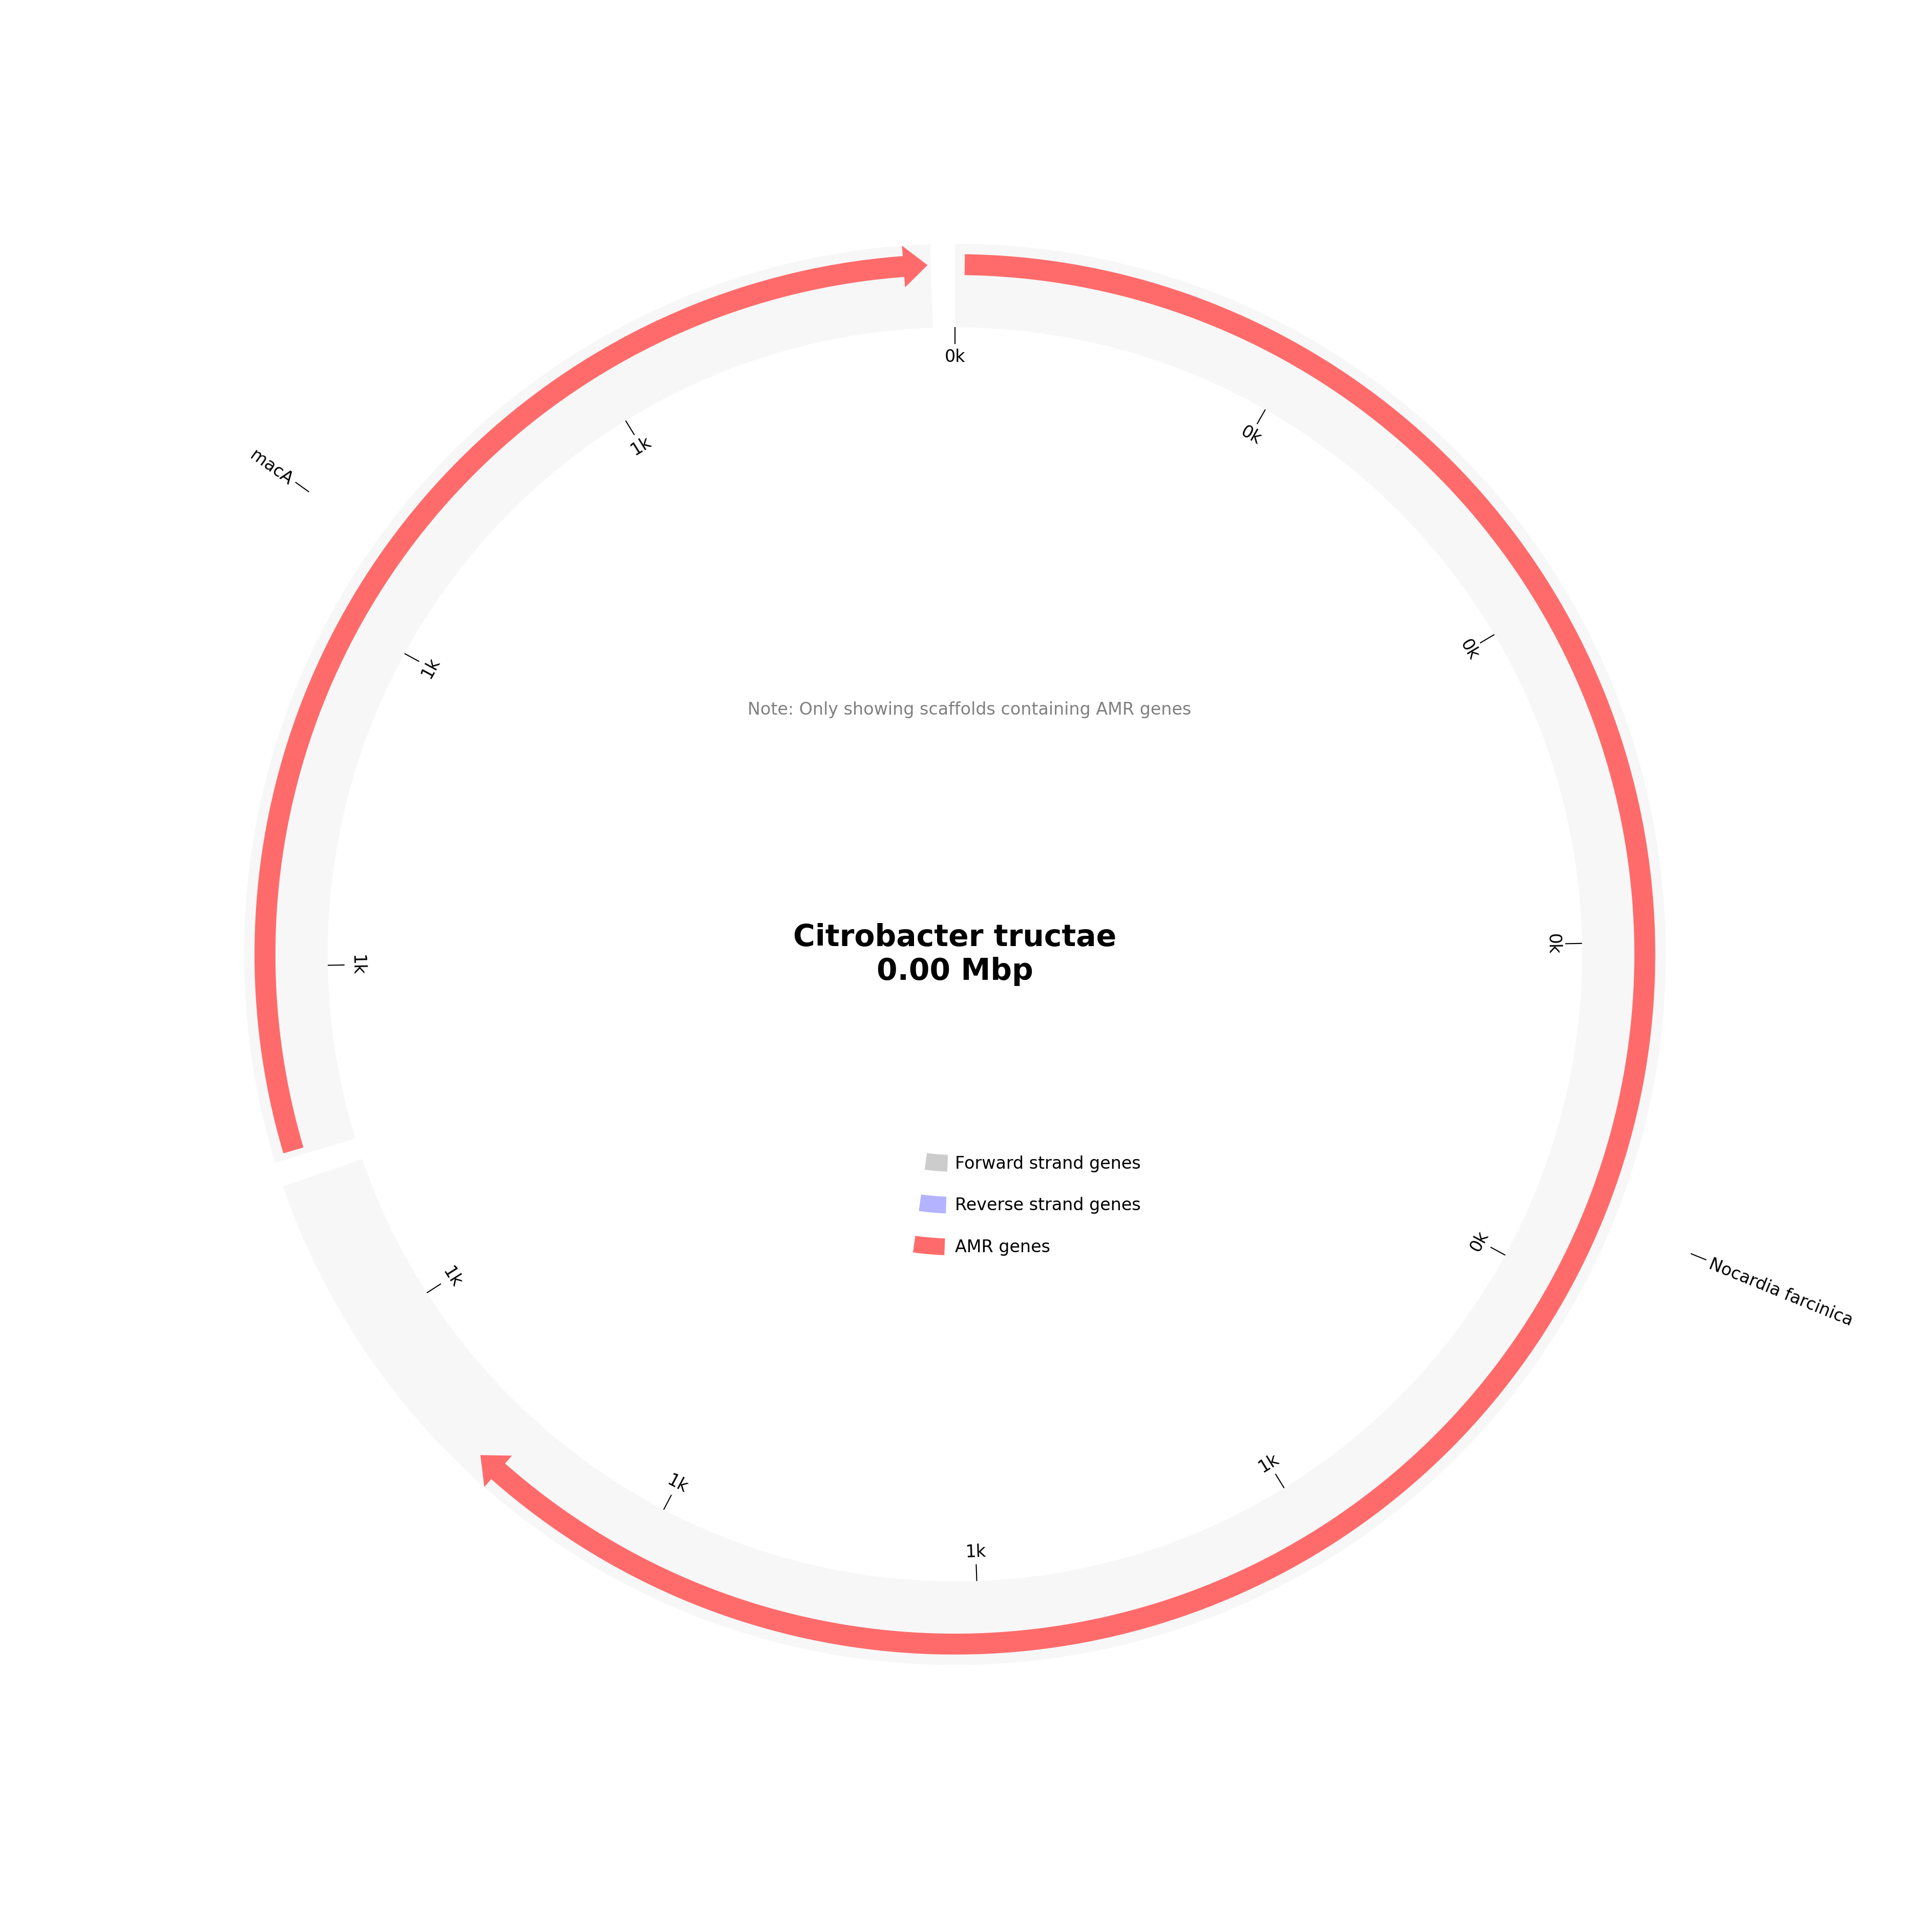 0k
0k
1k
macA
1k
0k
Note: Only showing scaffolds containing AMR genes
Citrobacter tructae
0.00 Mbp
0k
1k
Forward strand genes
Reverse strand genes
AMR genes
0k
Nocardia farcinica
1k
1k
1k
1k